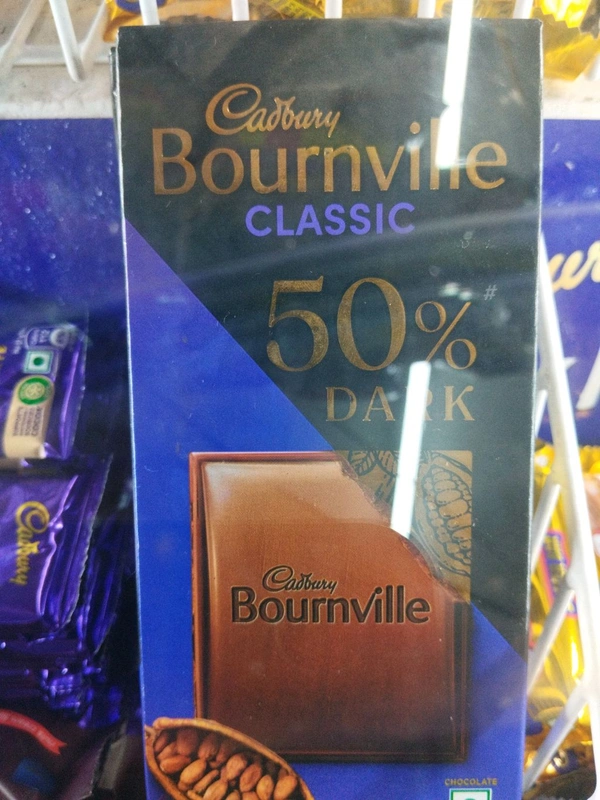 Cadbury
Bournville
CLASSIC
50%#
DARK
Cadbury
Bournville
CHOCOLATE
Cadbury